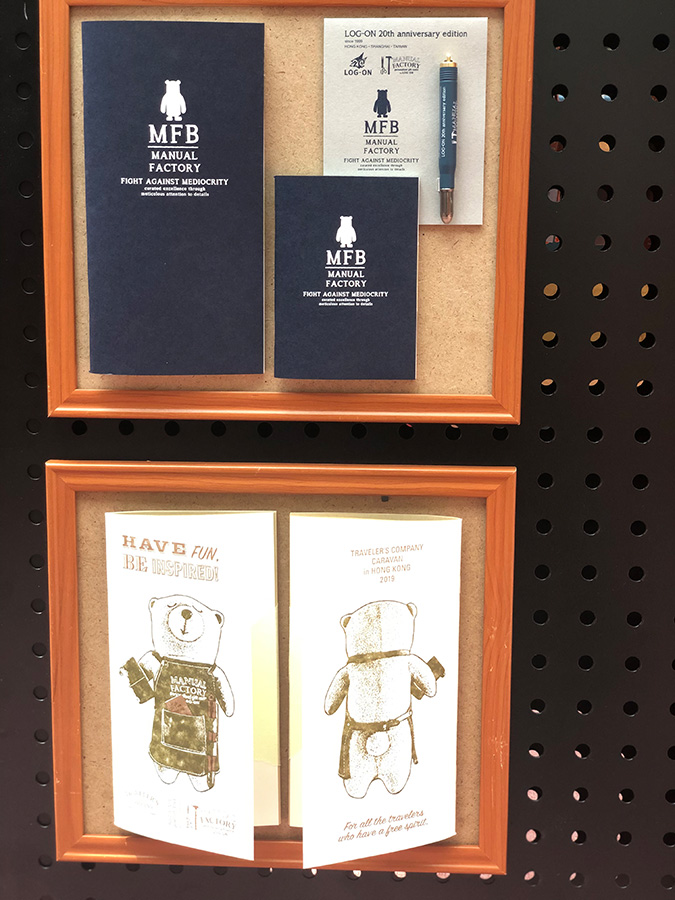 MFB
MANUAL
FACTORY
FIGHT AGAINST MEDIOCRITY
curated excellence through
meticulous attention to details
LOG-ON 20th anniversary edition
HONG KONG • SHANGHAI • TAIWAN
LOG-ON
MANUAL
FACTORY
MFB
MANUAL
FACTORY
FIGHT AGAINST MEDIOCRITY
curated excellence through
meticulous attention to details
LOG-ON 20th anniversary edition
MFB
MANUAL
FACTORY
FIGHT AGAINST MEDIOCRITY
curated excellence through
meticulous attention to details
HAVE FUN.
BE INSPIRED!
MANUAL
FACTORY
FACTORY
TRAVELER'S COMPANY
CARAVAN
in HONG KONG
2019
For all the travelers
who have a free spirit..